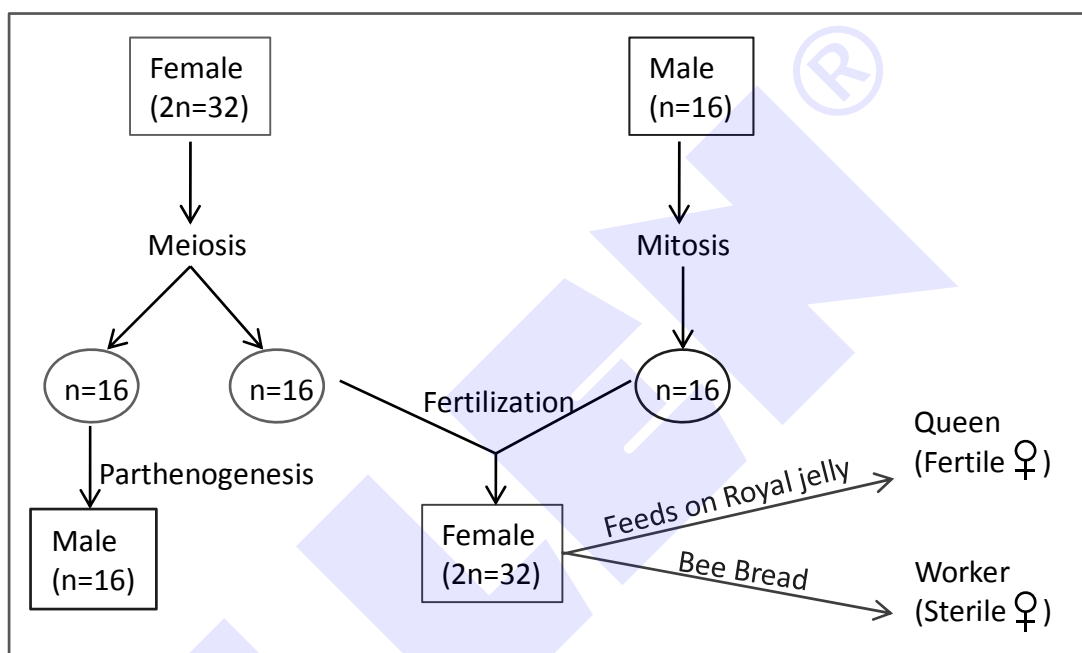 Female
(2n=32)
Male
(n=16)
Meiosis
Mitosis
n=16
n=16
n=16
Fertilization
Parthenogenesis
Male
(n=16)
Female
(2n=32)
Feeds on Royal jelly
Bee Bread
Queen
(Fertile ♀)
Worker
(Sterile ♀)
®